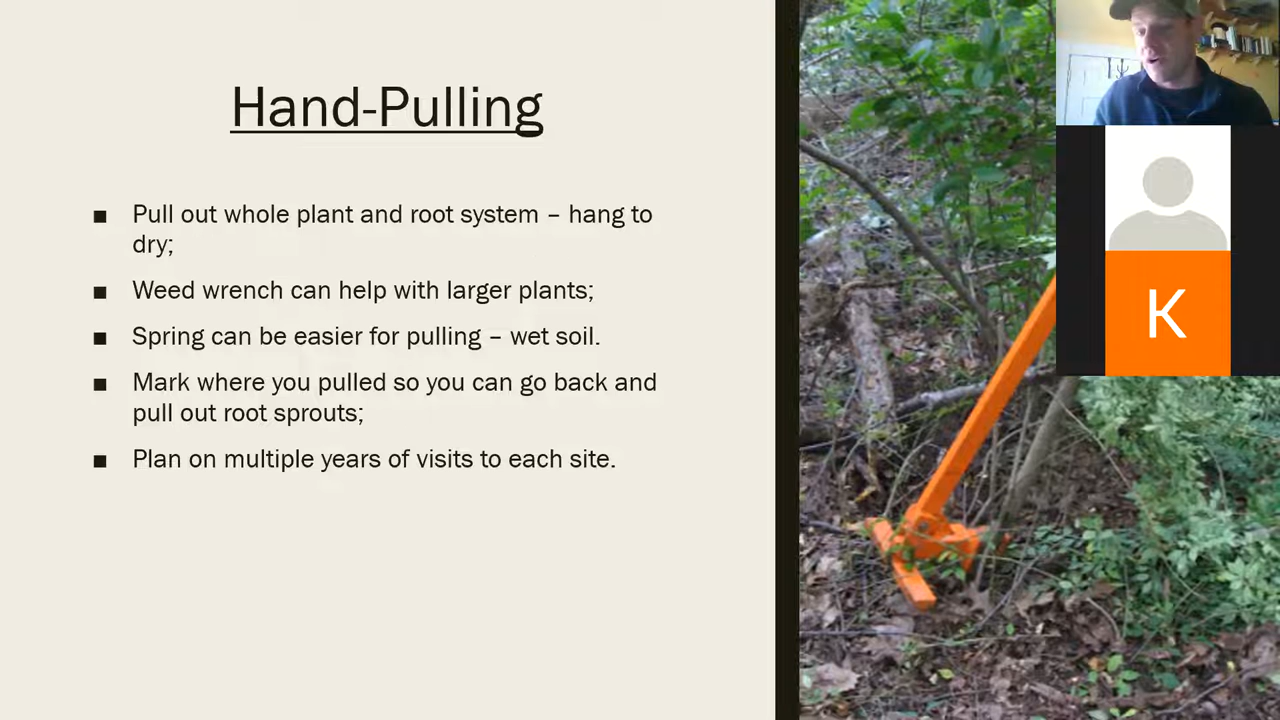 Hand-Pulling
■ Pull out whole plant and root system – hang to
dry;
■ Weed wrench can help with larger plants;
■ Spring can be easier for pulling – wet soil.
■ Mark where you pulled so you can go back and
pull out root sprouts;
■ Plan on multiple years of visits to each site.
K